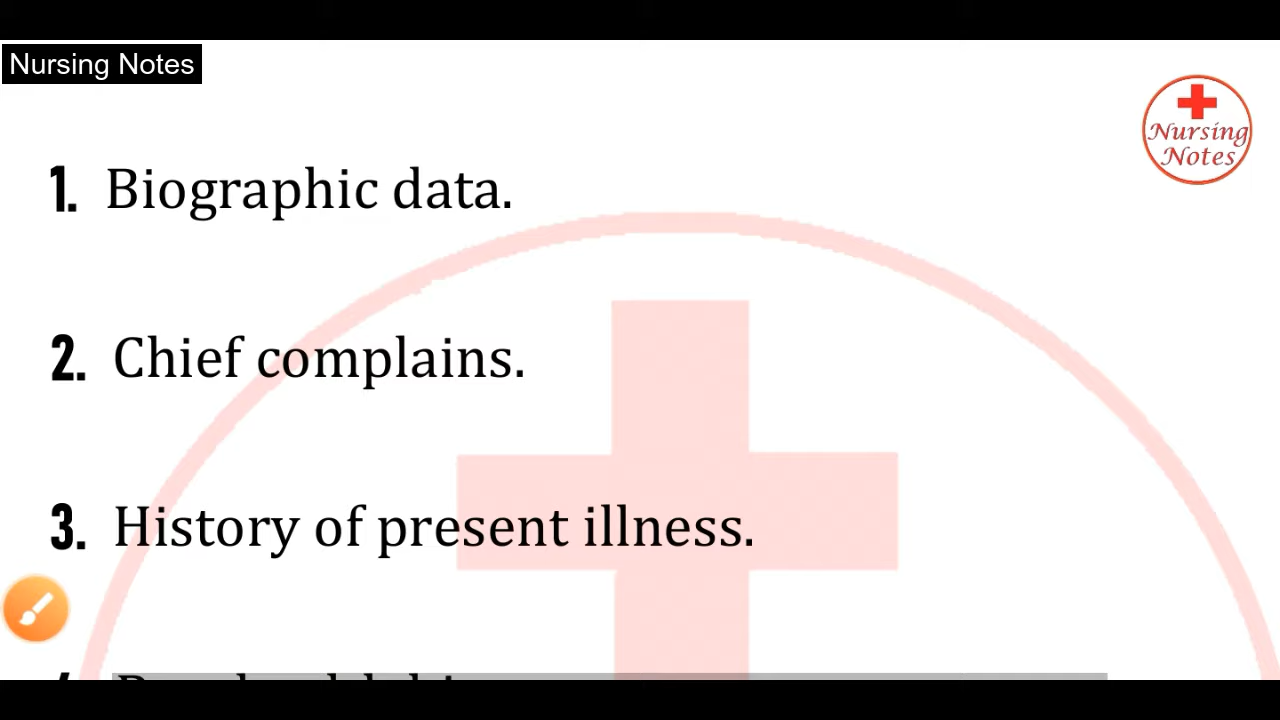 Nursing Notes
Nursing
Notes
1. Biographic data.
2. Chief complains.
3. History of present illness.